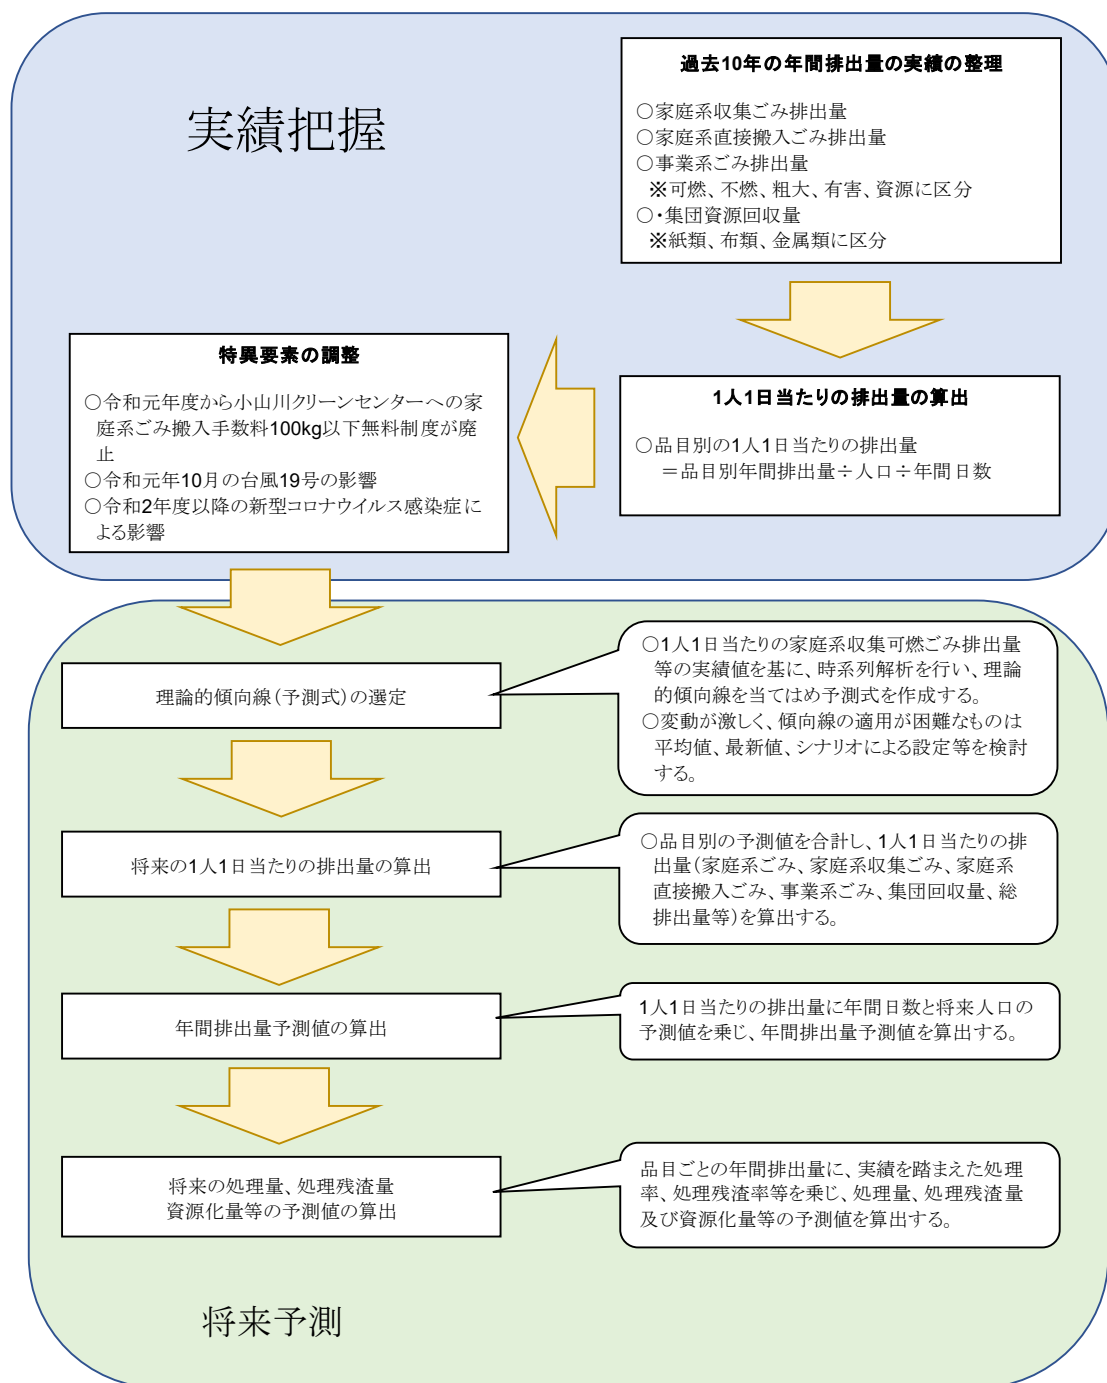 実績把握
過去10年の年間排出量の実績の整理
○家庭系収集ごみ排出量
○家庭系直接搬入ごみ排出量
○事業系ごみ排出量
※可燃、不燃、粗大、有害、資源に区分
○・集団資源回収量
※紙類、布類、金属類に区分
1人1日当たりの排出量の算出
○品目別の1人1日当たりの排出量
＝品目別年間排出量÷人口÷年間日数
特異要素の調整
○令和元年度から小山川クリーンセンターへの家
庭系ごみ搬入手数料100kg以下無料制度が廃
止
○令和元年10月の台風19号の影響
○令和2年度以降の新型コロナウイルス感染症に
よる影響
理論的傾向線（予測式）の選定
○1人1日当たりの家庭系収集可燃ごみ排出量
等の実績値を基に、時系列解析を行い、理論
的傾向線を当てはめ予測式を作成する。
○変動が激しく、傾向線の適用が困難なものは
平均値、最新値、シナリオによる設定等を検討
する。
将来の1人1日当たりの排出量の算出
○品目別の予測値を合計し、1人1日当たりの排
出量（家庭系ごみ、家庭系収集ごみ、家庭系
直接搬入ごみ、事業系ごみ、集団回収量、総
排出量等）を算出する。
年間排出量予測値の算出
1人1日当たりの排出量に年間日数と将来人口の
予測値を乗じ、年間排出量予測値を算出する。
将来の処理量、処理残渣量
資源化量等の予測値の算出
品目ごとの年間排出量に、実績を踏まえた処理
率、処理残渣率等を乗じ、処理量、処理残渣量
及び資源化量等の予測値を算出する。
将来予測